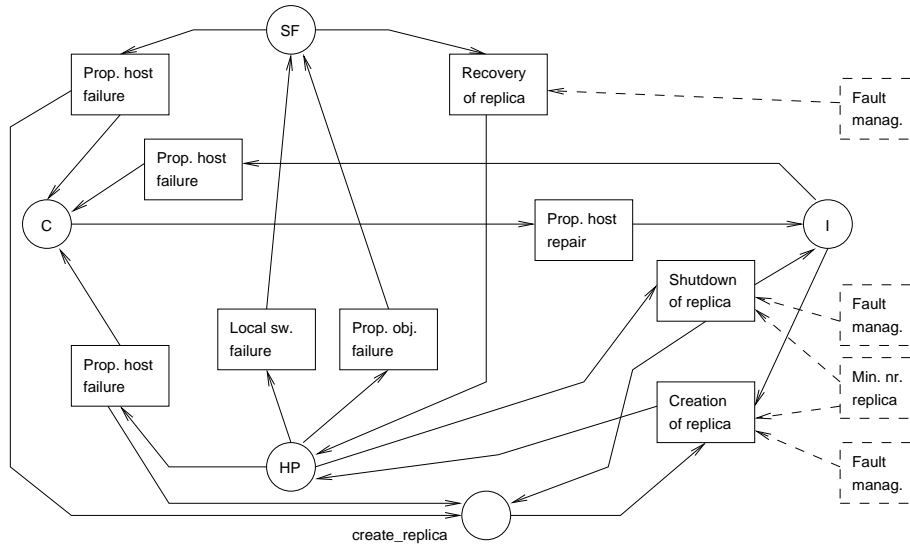 SF
Prop. host
failure
Recovery
of replica
Fault
manag.
Prop. host
failure
C
Prop. host
repair
I
Shutdown
of replica
Fault
manag.
Local sw.
failure
Prop. obj.
failure
Prop. host
failure
Min. nr.
replica
Creation
of replica
Fault
manag.
HP
create_replica